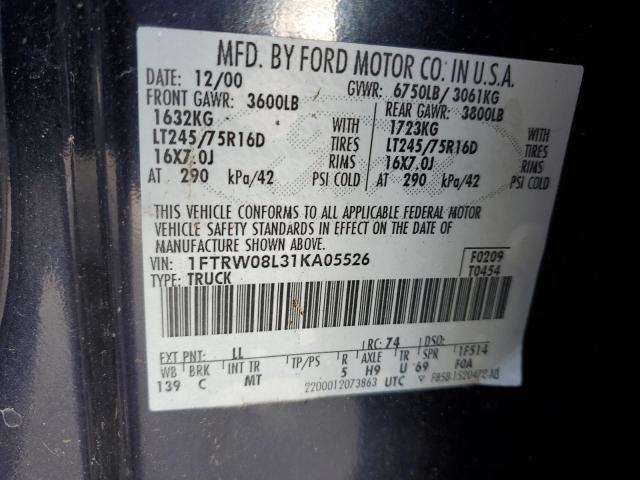 MFD. BY FORD MOTOR CO. IN U.S.A.
DATE: 12/00 GVWR: 6750LB/ 3061KG
FRONT GAWR: 3600LB REAR GAWR: 3800LB
1632KG WITH 1723KG WITH
LT245/75R16D TIRES LT245/75R16D TIRES
16X7.0J RIMS 16X7.0J RIMS
AT 290 kPa/42 PSI COLD AT 290 kPa/42 PSI COLD
THIS VEHICLE CONFORMS TO ALL APPLICABLE FEDERAL MOTOR
VEHICLE SAFETY STANDARDS IN EFFECT ON THE DATE OF
MANUFACTURE SHOWN ABOVE.
VIN: 1FTRW08L31KA05526 F0209
TYPE: TRUCK T0454
EXT PNT: LL RC: 74 DSO:
WB BRK INT TR TP/PS R AXLE TR SPR 1F514
139 C MT 5 H9 U 69 FOA
2200012073863 UTC